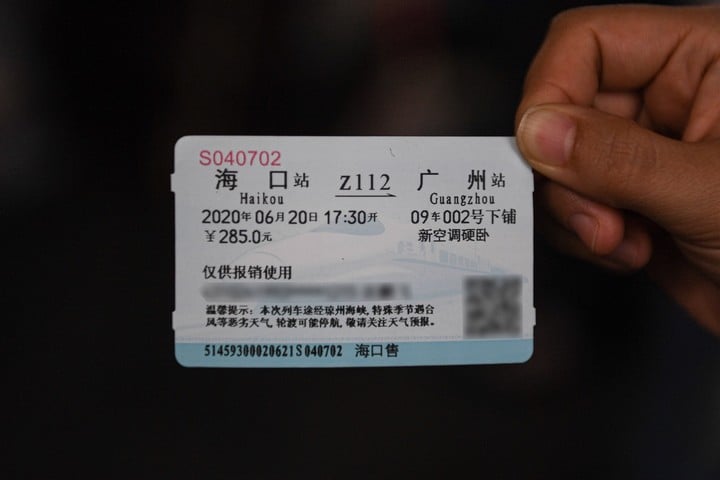 S040702
海口站 Z112 广州站
Haikou Guangzhou
2020年06月20日17:30开 09车002号下铺
￥285.0元 新空调硬卧
仅供报销使用
温馨提示：本次列车途经琼州海峡,特殊季节遇合
风等恶劣天气,轮渡可能停航,敬请关注天气预报。
51459300020621S040702 海口售